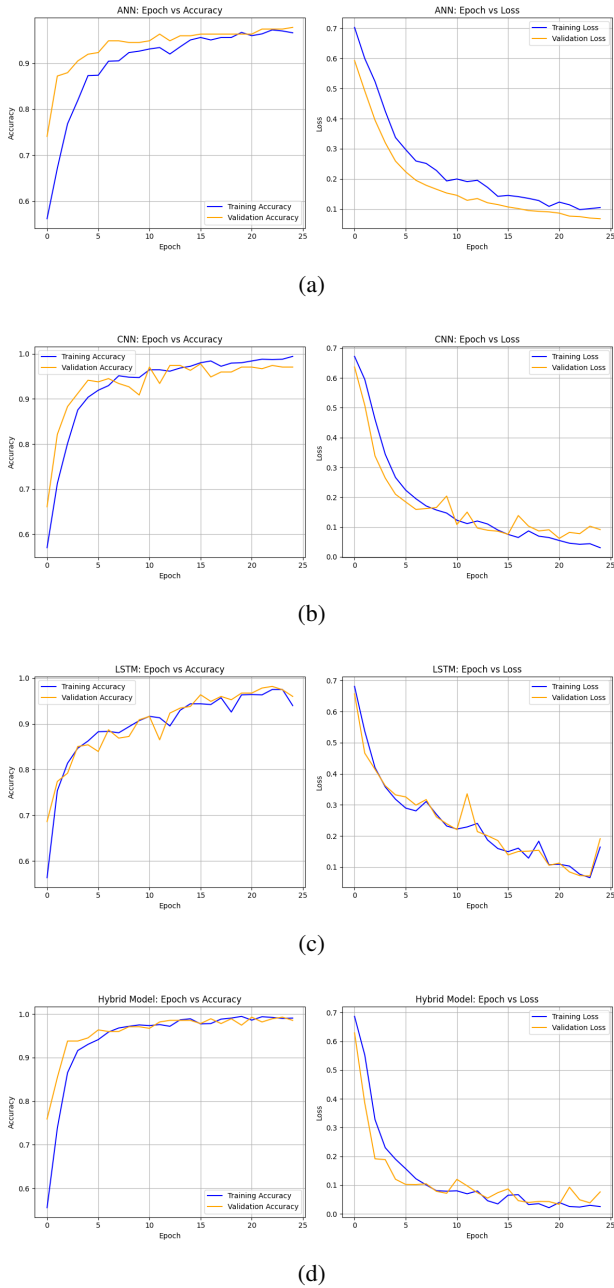 ANN: Epoch vs Accuracy
0.9
0.8
0.7
0.6
Accuracy
Training Accuracy
Validation Accuracy
0
5
10
15
20
25
Epoch
ANN: Epoch vs Loss
0.7
0.6
0.5
0.4
0.3
0.2
0.1
Loss
Training Loss
Validation Loss
0
5
10
15
20
25
Epoch
(a)
CNN: Epoch vs Accuracy
1.0
0.9
0.8
0.7
0.6
Accuracy
Training Accuracy
Validation Accuracy
0
5
10
15
20
25
Epoch
CNN: Epoch vs Loss
0.7
0.6
0.5
0.4
0.3
0.2
0.1
0.0
Loss
Training Loss
Validation Loss
0
5
10
15
20
25
Epoch
(b)
LSTM: Epoch vs Accuracy
1.0
0.9
0.8
0.7
0.6
Accuracy
Training Accuracy
Validation Accuracy
0
5
10
15
20
25
Epoch
LSTM: Epoch vs Loss
0.7
0.6
0.5
0.4
0.3
0.2
0.1
Loss
Training Loss
Validation Loss
0
5
10
15
20
25
Epoch
(c)
Hybrid Model: Epoch vs Accuracy
1.0
0.9
0.8
0.7
0.6
Accuracy
Training Accuracy
Validation Accuracy
0
5
10
15
20
25
Epoch
Hybrid Model: Epoch vs Loss
0.7
0.6
0.5
0.4
0.3
0.2
0.1
0.0
Loss
Training Loss
Validation Loss
0
5
10
15
20
25
Epoch
(d)